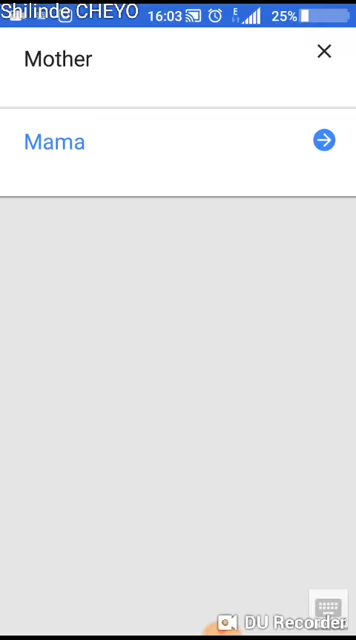 Shilinde CHEYO
16:03 E 25%
Mother
Mama
DU Recorder